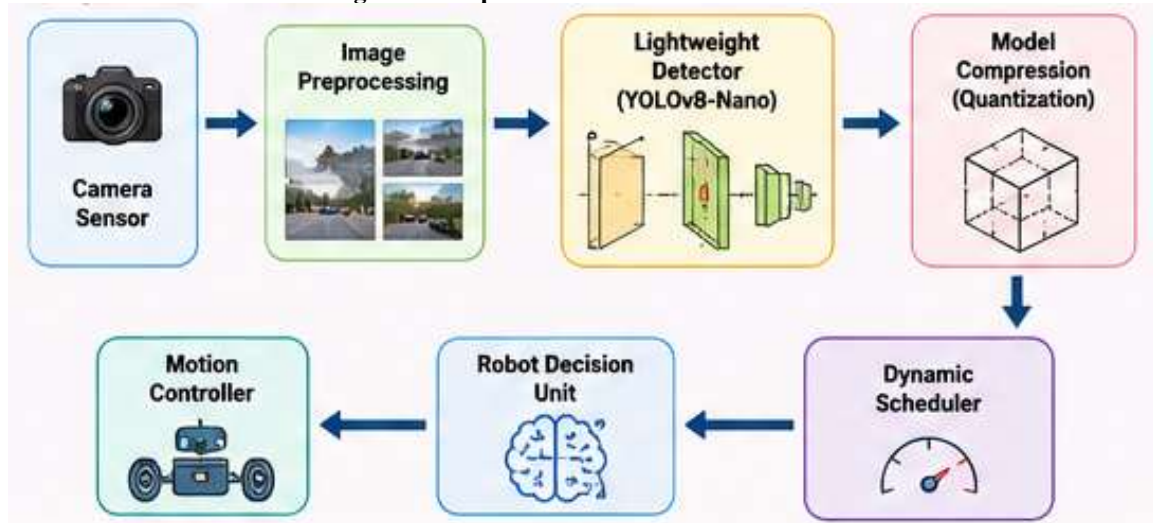 Camera
Sensor
Image
Preprocessing
Lightweight
Detector
(YOLOv8-Nano)
Model
Compression
(Quantization)
Motion
Controller
Robot Decision
Unit
Dynamic
Scheduler